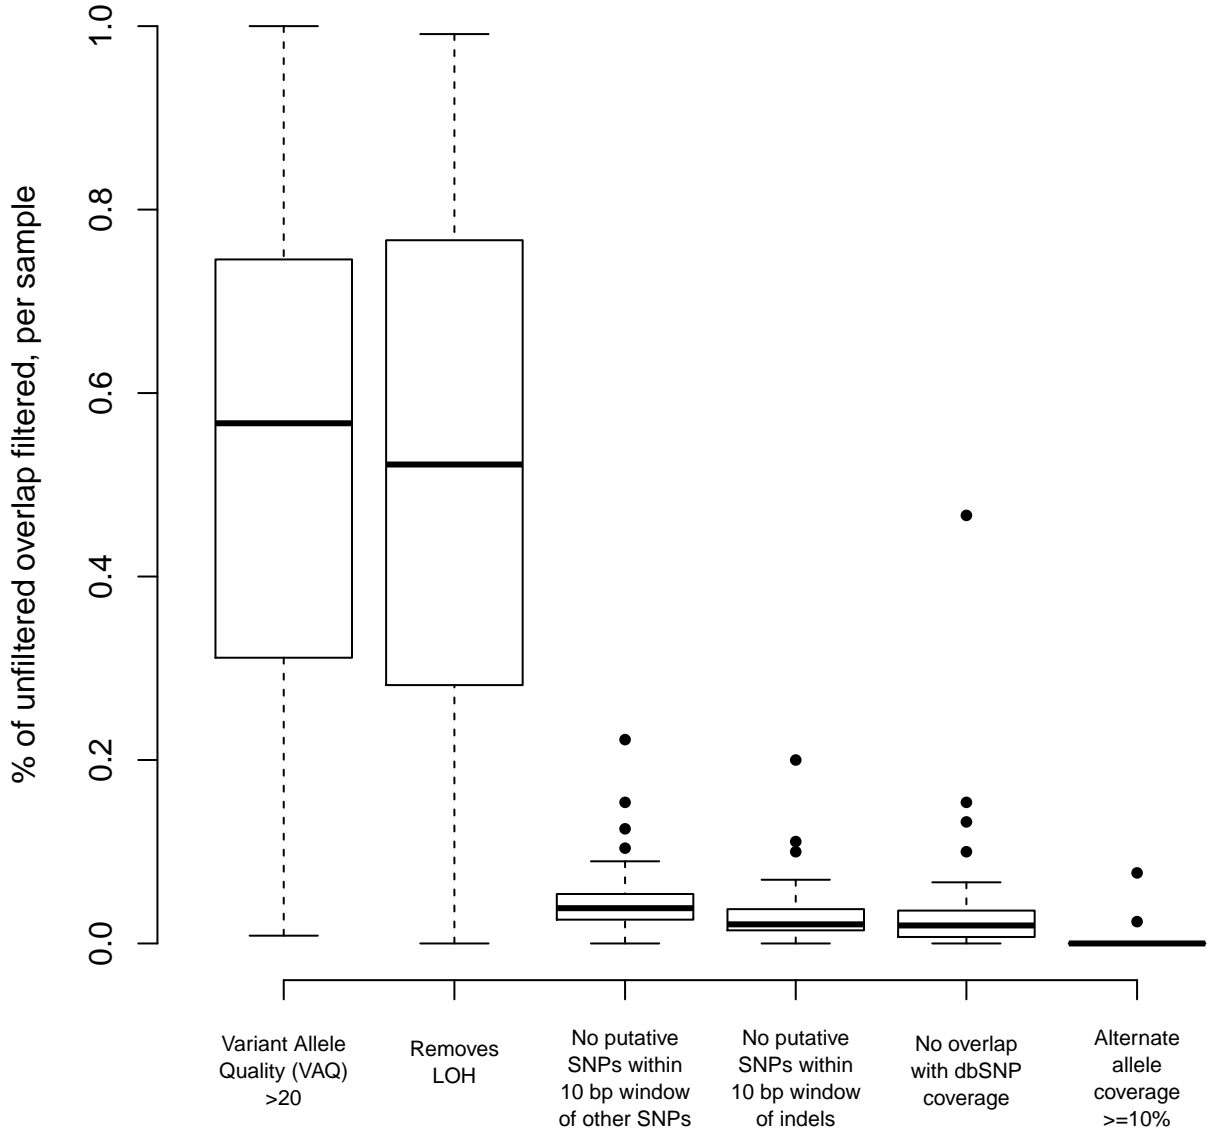 % of unfiltered overlap filtered, per sample
1.0
0.8
0.6
0.4
0.2
0.0
Variant Allele
Quality (VAQ)
>20
Removes
LOH
No putative
SNPs within
10 bp window
of other SNPs
No putative
SNPs within
10 bp window
of indels
No overlap
with dbSNP
coverage
Alternate
allele
coverage
>=10%